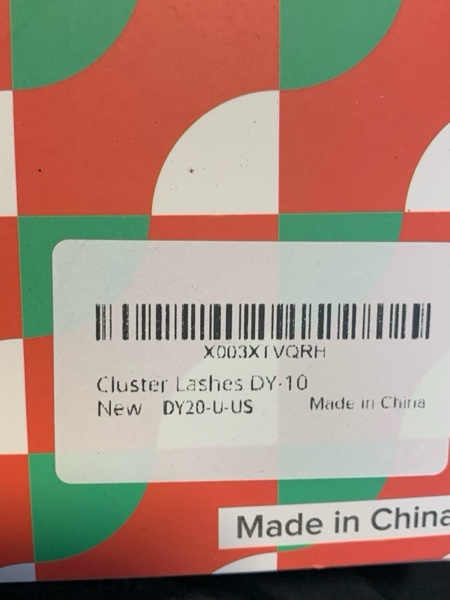 X003XTVQRH
Cluster Lashes DY-10
New DY20-U-US Made in China
Made in China